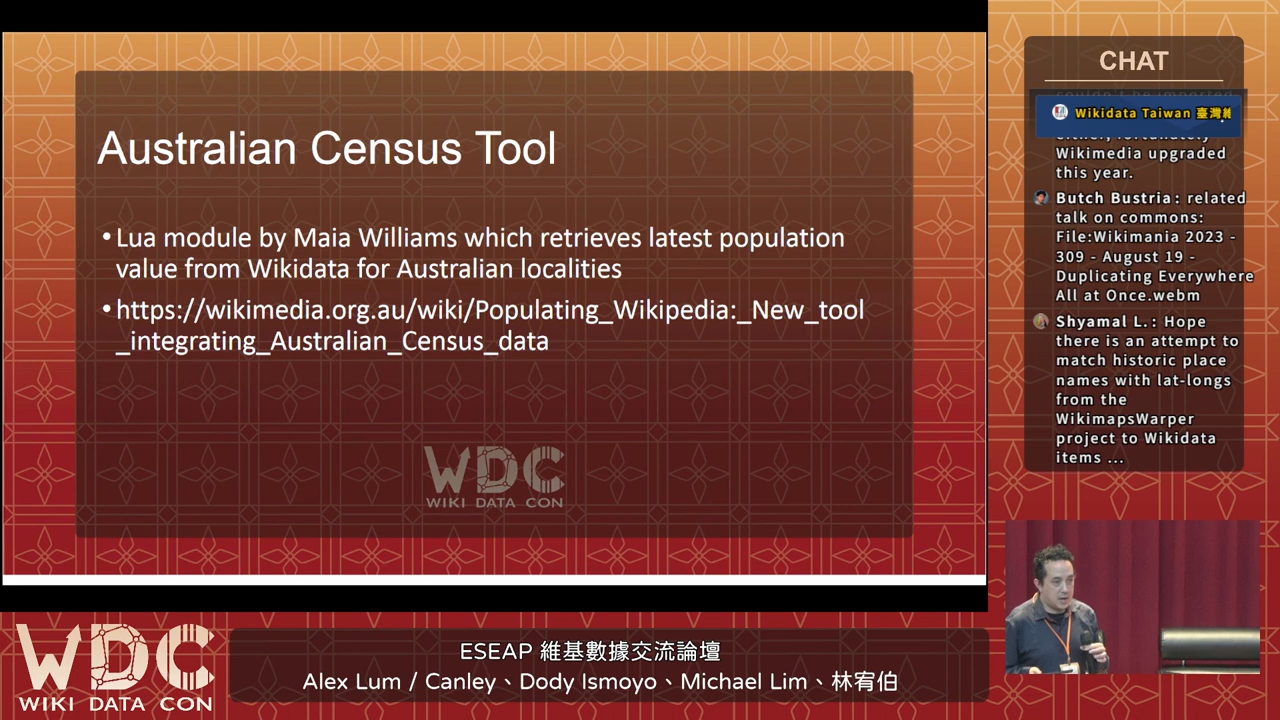 Australian Census Tool
• Lua module by Maia Williams which retrieves latest population
value from Wikidata for Australian localities
• https://wikimedia.org.au/wiki/Populating_Wikipedia:_New_tool
_integrating_Australian_Census_data
WDC
WIKI DATA CON
CHAT
Wikidata Taiwan 臺灣維
Wikimedia upgraded
this year.
Butch Bustria : related
talk on commons:
File:Wikimania 2023 -
309 - August 19 -
Duplicating Everywhere
All at Once.webm
Shyamal L. : Hope
there is an attempt to
match historic place
names with lat-longs
from the
WikimapsWarper
project to Wikidata
items ...
WDC
WIKI DATA CON
ESEAP 維基數據交流論壇
Alex Lum / Canley、Dody Ismoyo、Michael Lim、林宥伯